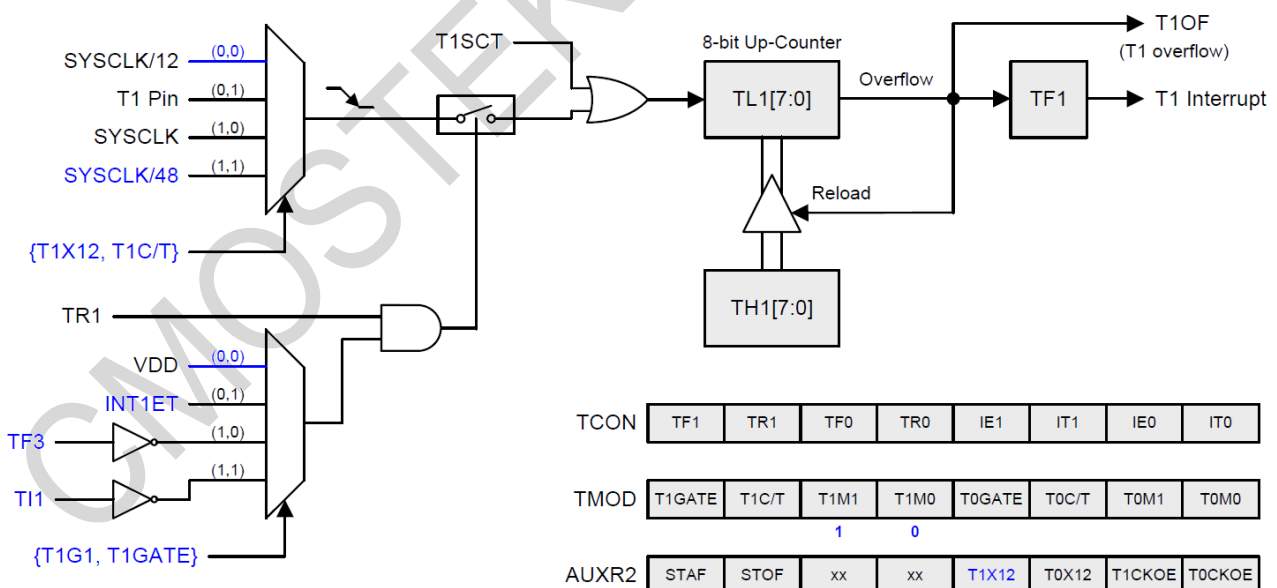 CMOSTEK
SYSCLK/12
(0,0)
T1 Pin
(0,1)
SYSCLK
(1,0)
SYSCLK/48
(1,1)
{T1X12, T1C/T}
T1SCT
8-bit Up-Counter
TL1[7:0]
Overflow
T1OF
(T1 overflow)
TF1
T1 Interrupt
Reload
TH1[7:0]
TR1
VDD
(0,0)
INT1ET
(0,1)
TF3
(1,0)
TI1
(1,1)
{T1G1, T1GATE}
TCON TF1 TR1 TF0 TR0 IE1 IT1 IE0 IT0
TMOD T1GATE T1C/T T1M1 T1M0 T0GATE T0C/T T0M1 T0M0
1 0
AUXR2 STAF STOF xx xx T1X12 T0X12 T1CKOE T0CKOE